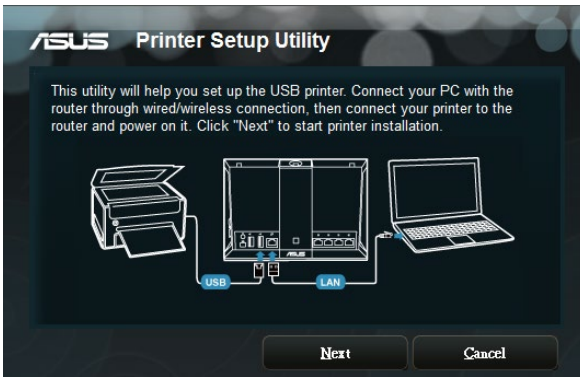 ASUS Printer Setup Utility
This utility will help you set up the USB printer. Connect your PC with the
router through wired/wireless connection, then connect your printer to the
router and power on it. Click "Next" to start printer installation.
ASUS
USB
LAN
Next
Cancel